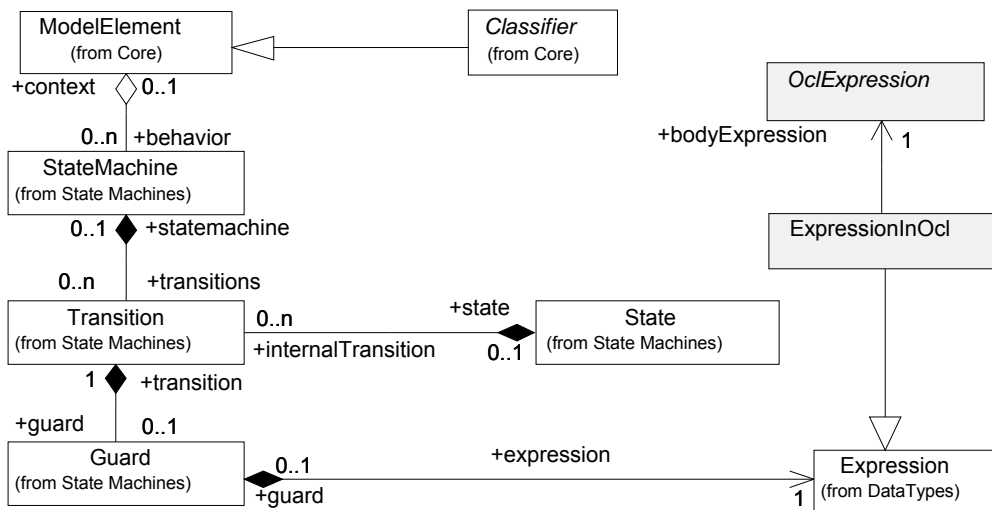 ModelElement
(from Core)
Classifier
(from Core)
+context
0..1
OclExpression
+bodyExpression
1
0..n
+behavior
StateMachine
(from State Machines)
0..1
+statemachine
ExpressionInOcl
0..n
+transitions
Transition
(from State Machines)
0..n
+internalTransition
+state
0..1
State
(from State Machines)
1
+transition
+guard
0..1
Guard
(from State Machines)
0..1
+guard
+expression
1
Expression
(from DataTypes)